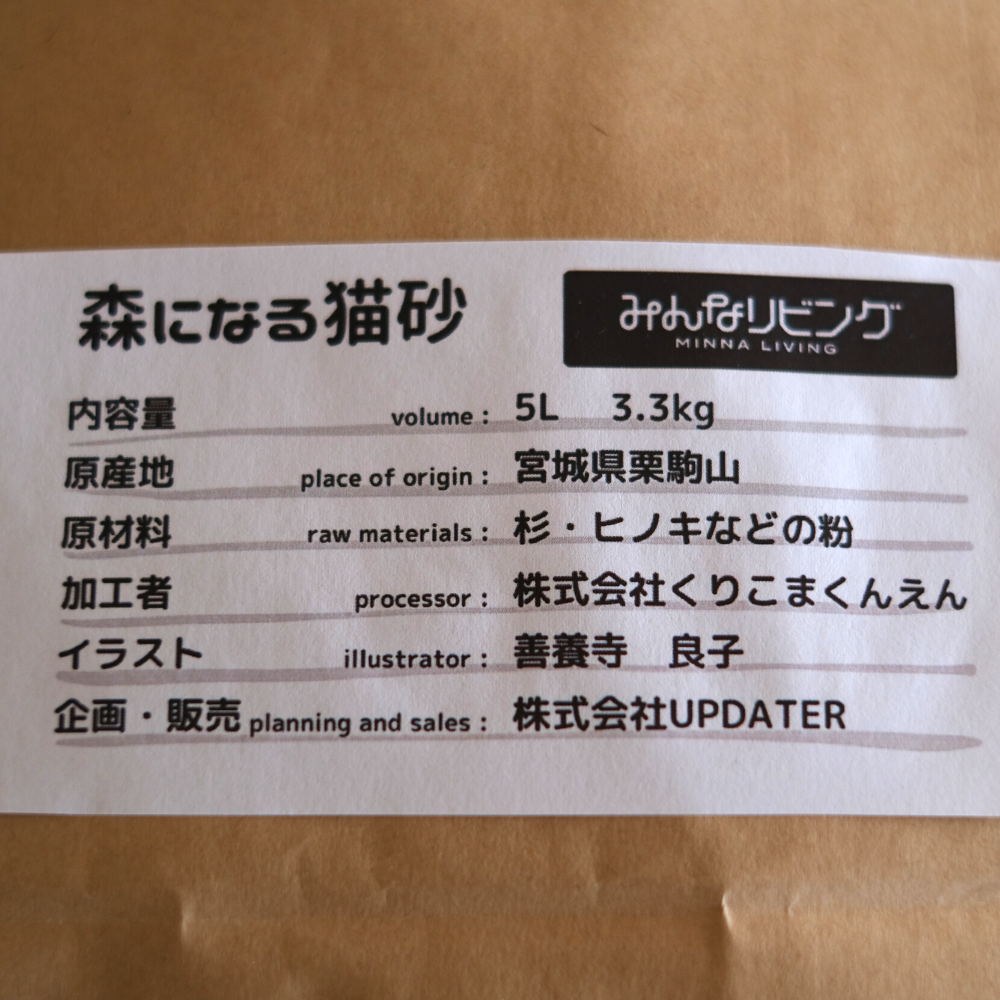 森になる猫砂
みんなリビング
MINNA LIVING
内容量 volume : 5L 3.3kg
原産地 place of origin : 宮城県栗駒山
原材料 raw materials : 杉・ヒノキなどの粉
加工者 processor : 株式会社くりこまくんえん
イラスト illustrator : 善養寺 良子
企画・販売 planning and sales : 株式会社UPDATER